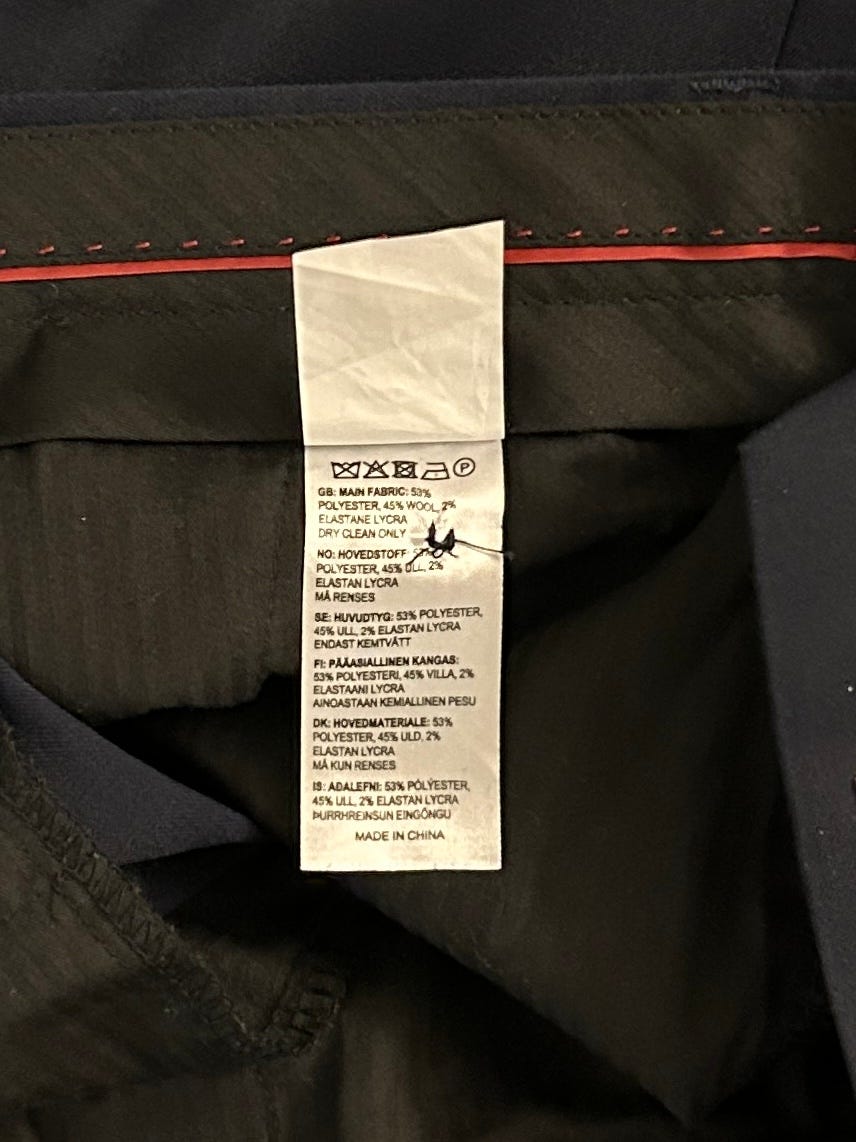 P
GB: MAIN FABRIC: 53%
POLYESTER, 45% WOOL, 2%
ELASTANE LYCRA
DRY CLEAN ONLY
NO: HOVEDSTOFF: 53%
POLYESTER, 45% ULL, 2%
ELASTAN LYCRA
MÅ RENSES
SE: HUVUDTYG: 53% POLYESTER,
45% ULL, 2% ELASTAN LYCRA
ENDAST KEMTVÄTT
FI: PÄÄASIALLINEN KANGAS:
53% POLYESTERI, 45% VILLA, 2%
ELASTAANI LYCRA
AINOASTAAN KEMIALLINEN PESU
DK: HOVEDMATERIALE: 53%
POLYESTER, 45% ULD, 2%
ELASTAN LYCRA
MÅ KUN RENSES
IS: AÐALEFNI: 53% PÓLÝESTER,
45% ULL, 2% ELASTAN LYCRA
ÞURRHREINSUN EINGÖNGU
MADE IN CHINA